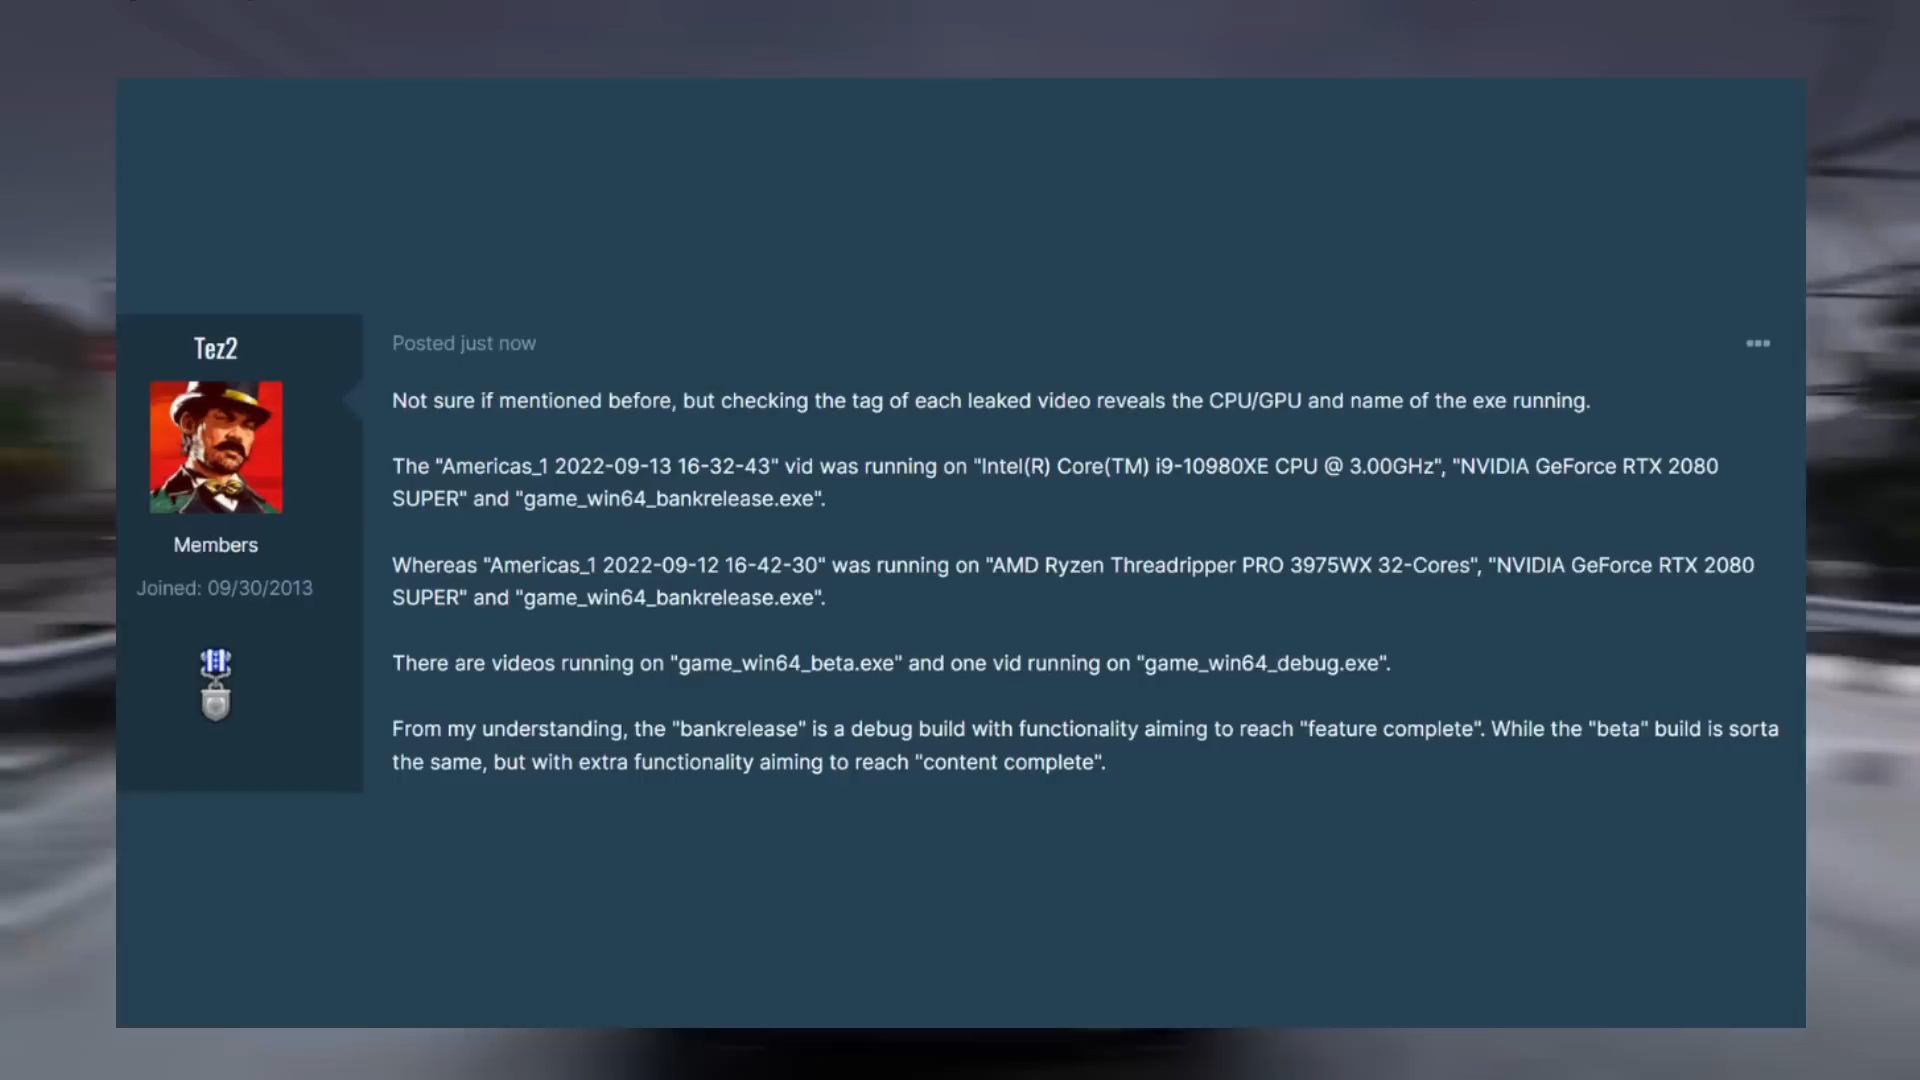 Tez2
Members
Joined: 09/30/2013
Posted just now
Not sure if mentioned before, but checking the tag of each leaked video reveals the CPU/GPU and name of the exe running.
The "Americas_1 2022-09-13 16-32-43" vid was running on "Intel(R) Core(TM) i9-10980XE CPU @ 3.00GHz", "NVIDIA GeForce RTX 2080
SUPER" and "game_win64_bankrelease.exe".
Whereas "Americas_1 2022-09-12 16-42-30" was running on "AMD Ryzen Threadripper PRO 3975WX 32-Cores", "NVIDIA GeForce RTX 2080
SUPER" and "game_win64_bankrelease.exe".
There are videos running on "game_win64_beta.exe" and one vid running on "game_win64_debug.exe".
From my understanding, the "bankrelease" is a debug build with functionality aiming to reach "feature complete". While the "beta" build is sorta
the same, but with extra functionality aiming to reach "content complete".